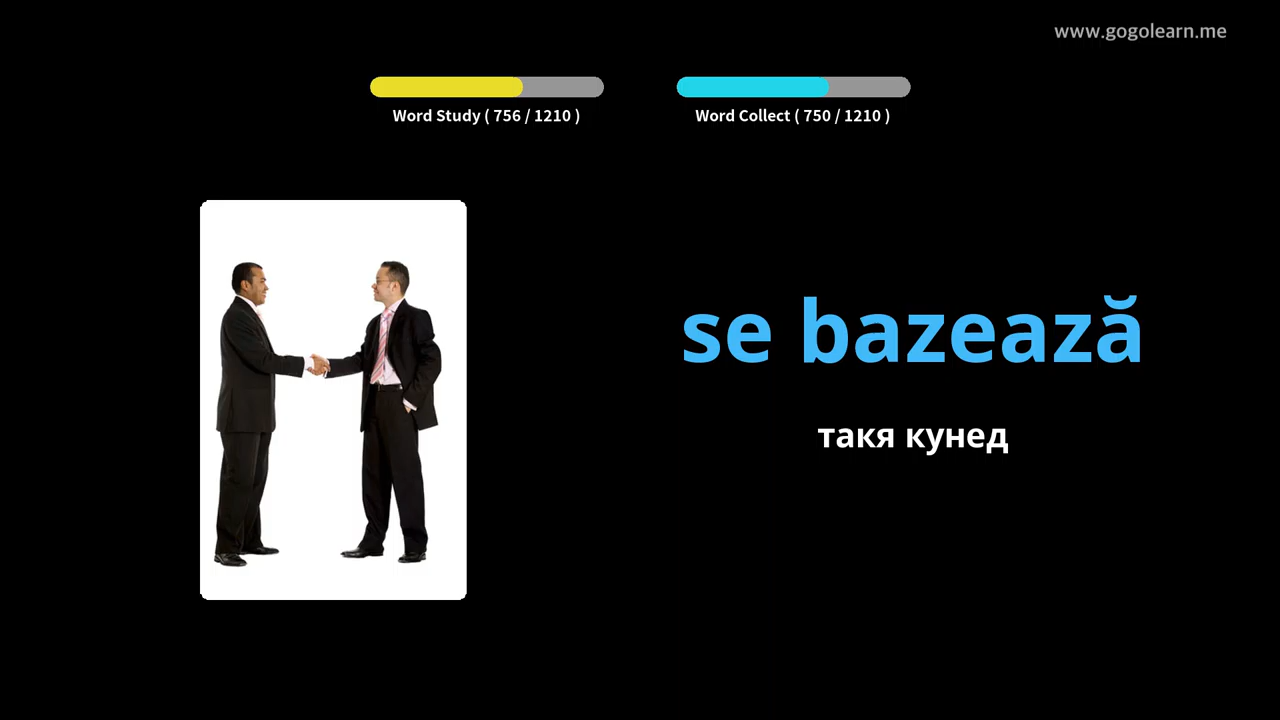 www.gogolearn.me
Word Study ( 756 / 1210 )
Word Collect ( 750 / 1210 )
se bazează
такя кунед